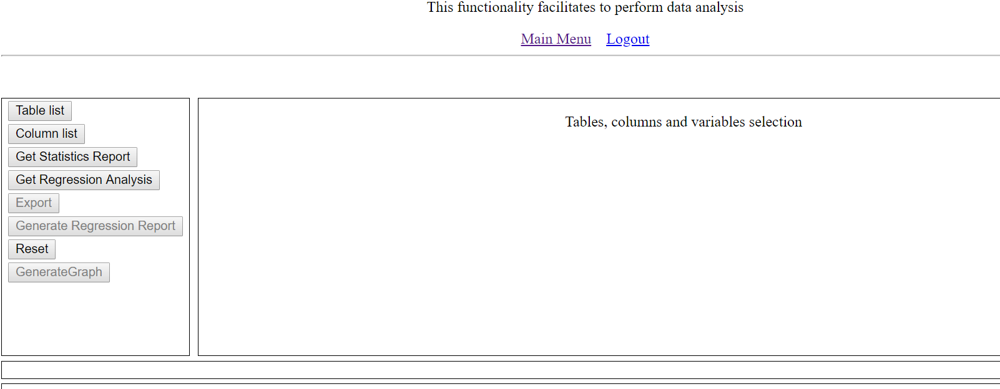 This functionality facilitates to perform data analysis
Main Menu Logout
Table list
Column list
Get Statistics Report
Get Regression Analysis
Export
Generate Regression Report
Reset
GenerateGraph
Tables, columns and variables selection